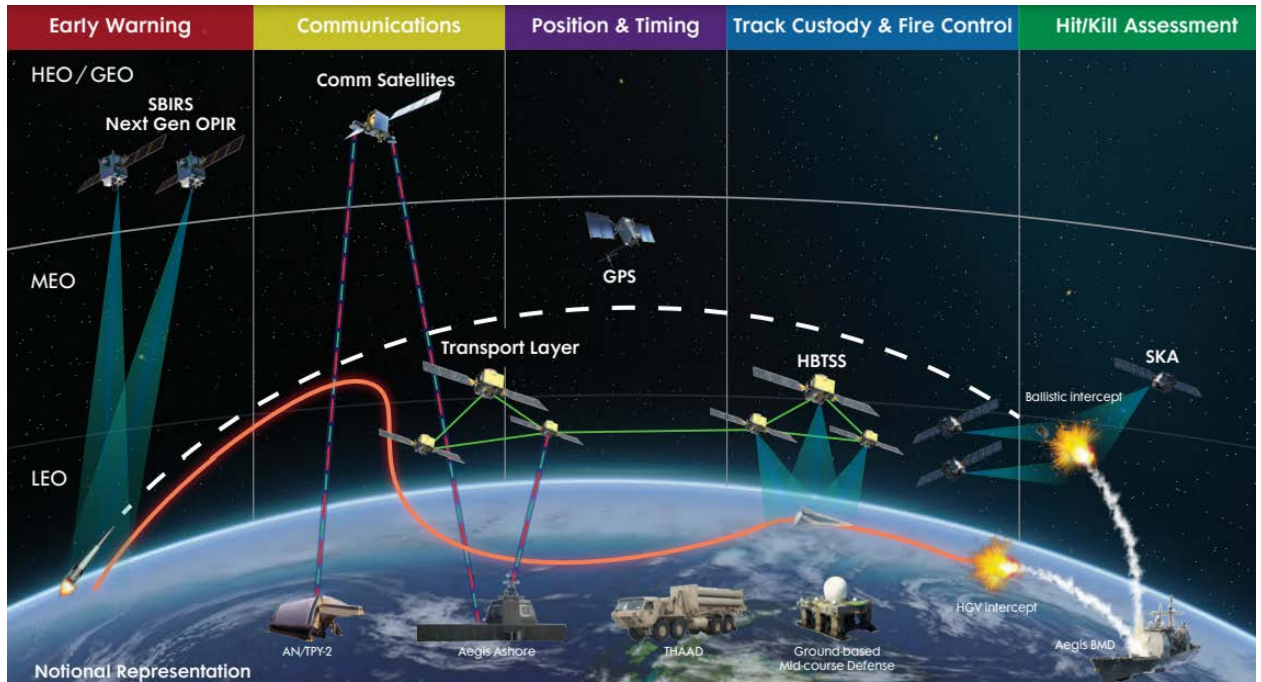 Early Warning
Communications
Position & Timing
Track Custody & Fire Control
Hit/Kill Assessment
HEO / GEO
SBIRS
Next Gen OPIR
Comm Satellites
MEO
GPS
Transport Layer
HBTSS
SKA
Ballistic intercept
LEO
HGV intercept
AN/TPY-2
Aegis Ashore
THAAD
Ground-based
Mid-course Defense
Aegis BMD
Notional Representation